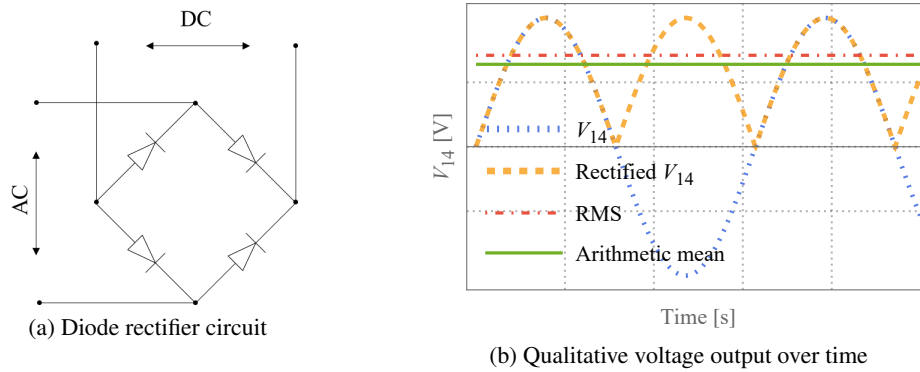 DC
AC
(a) Diode rectifier circuit
V14 [V]
V14
Rectified V14
RMS
Arithmetic mean
Time [s]
(b) Qualitative voltage output over time